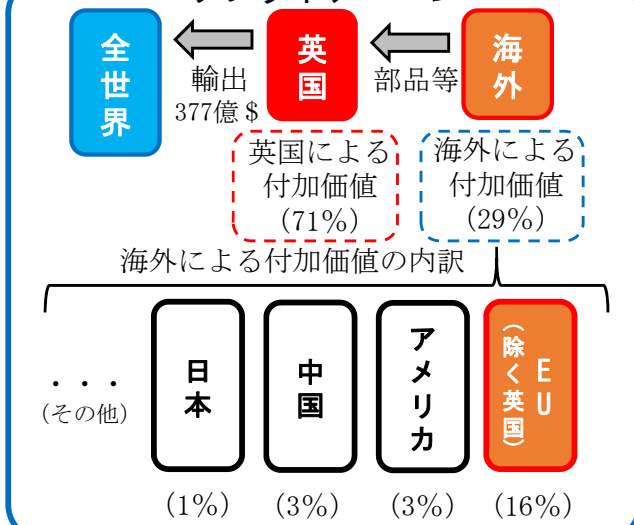 全世界
輸出
377億$
英国
部品等
海外
英国による
付加価値
(71%)
海外による
付加価値
(29%)
海外による付加価値の内訳
・・・
(その他)
日本
中国
アメリカ
EU
(除く英国)
(1%)
(3%)
(3%)
(16%)